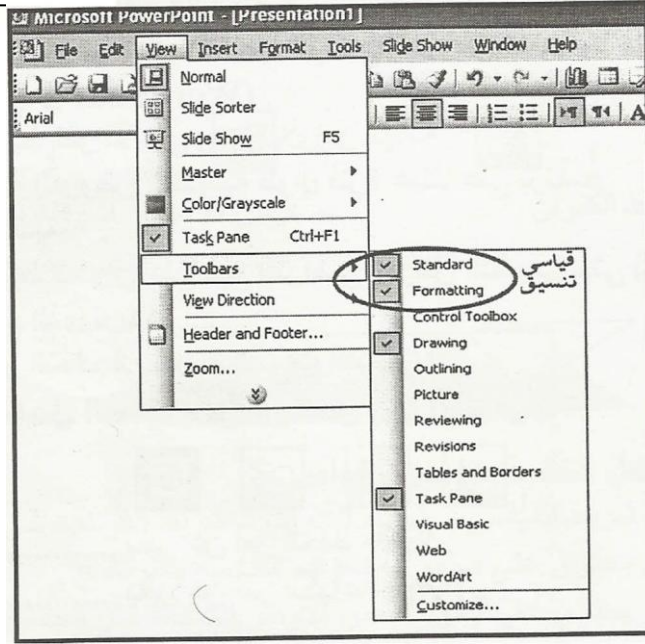 Microsoft PowerPoint - [Presentation1]
File Edit View Insert Format Tools Slide Show Window Help
Arial
Normal
Slide Sorter
Slide Show F5
Master
Color/Grayscale
Task Pane Ctrl+F1
Toolbars
View Direction
Header and Footer...
Zoom...
Standard قياسي
Formatting تنسيق
Control Toolbox
Drawing
Outlining
Picture
Reviewing
Revisions
Tables and Borders
Task Pane
Visual Basic
Web
WordArt
Customize...